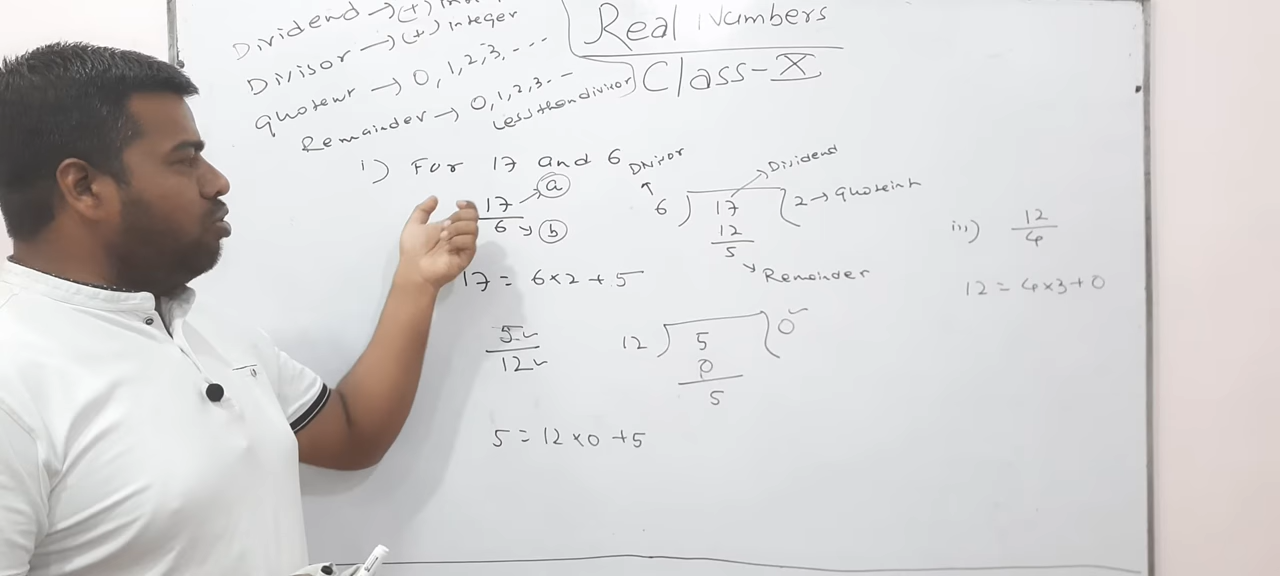 Dividend → (+)
Divisor → (+) integer
quoteint → 0, 1, 2, 3, - - -
Remainder → 0, 1, 2, 3 - -
Less than divisor
Real Numbers
Class-X
i) For 17 and 6
17 → a
6 → b
17 = 6 × 2 + 5
Divisor
Dividend
6 ) 17 ( 2 → quoteint
12
5
Remainder
5 ✓
12 ✓
12 ) 5 ( 0 ✓
0
5
5 = 12 × 0 + 5
iii) 12
4
12 = 4 × 3 + 0